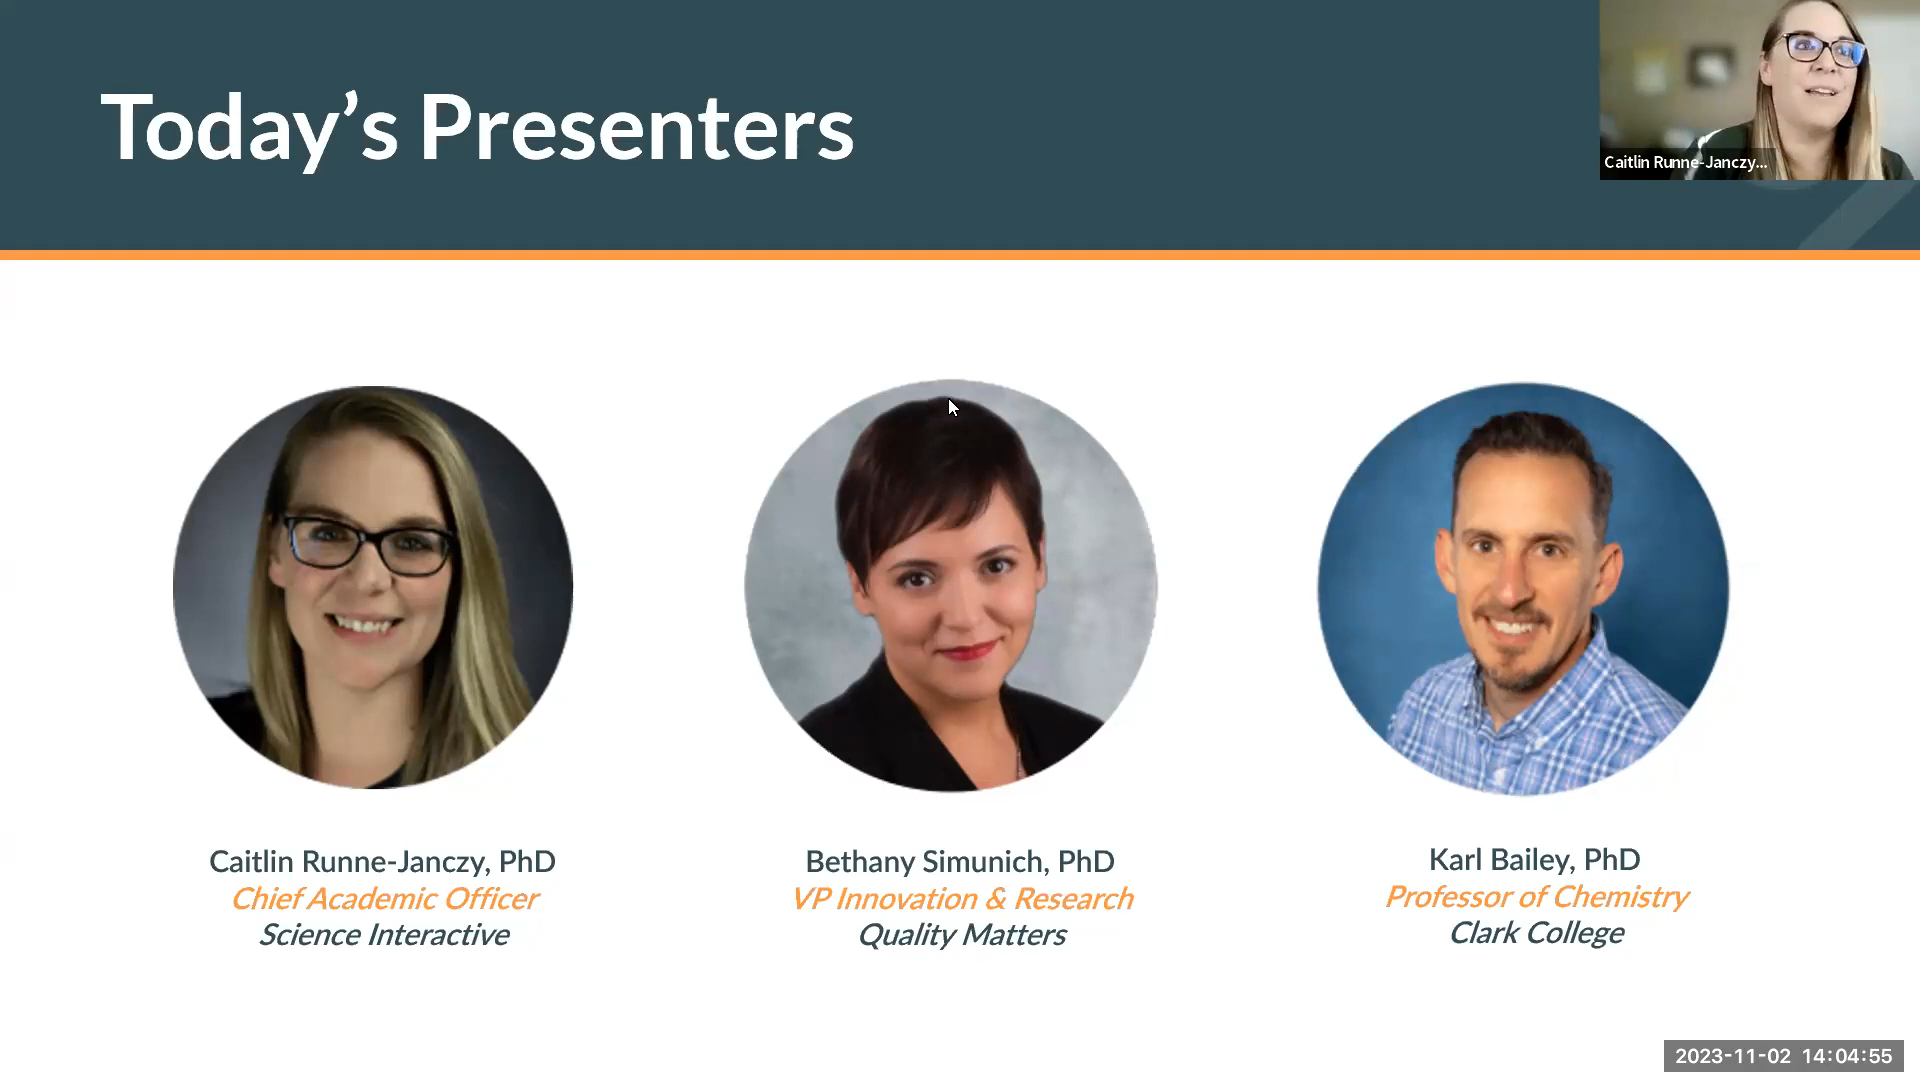 Today’s Presenters
Caitlin Runne-Janczy...
Caitlin Runne-Janczy, PhD
Chief Academic Officer
Science Interactive
Bethany Simunich, PhD
VP Innovation & Research
Quality Matters
Karl Bailey, PhD
Professor of Chemistry
Clark College
2023-11-02 14:04:55